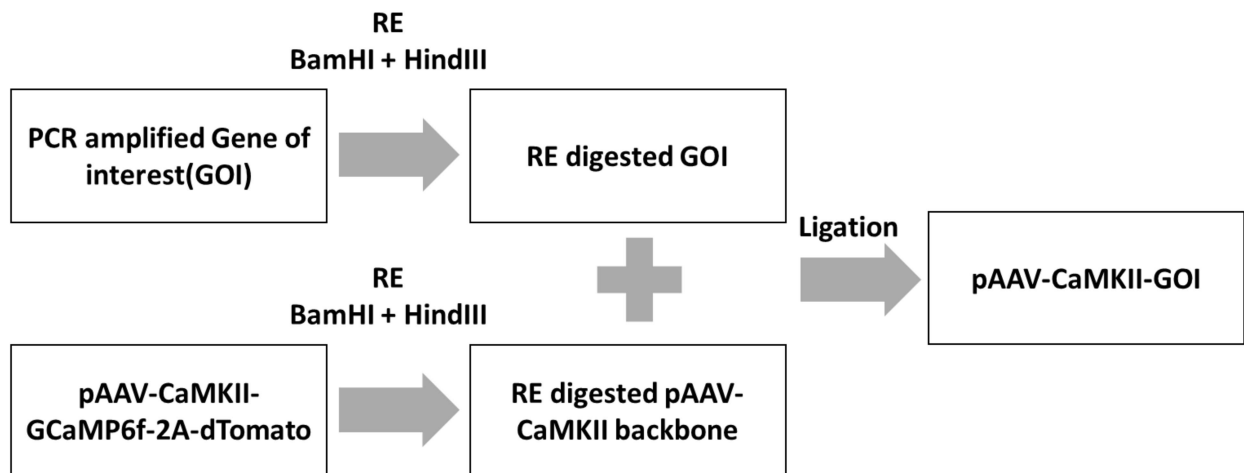 RE
BamHI + HindIII
PCR amplified Gene of
interest(GOI)
RE digested GOI
Ligation
pAAV-CaMKII-GOI
RE
BamHI + HindIII
pAAV-CaMKII-
GCaMP6f-2A-dTomato
RE digested pAAV-
CaMKII backbone